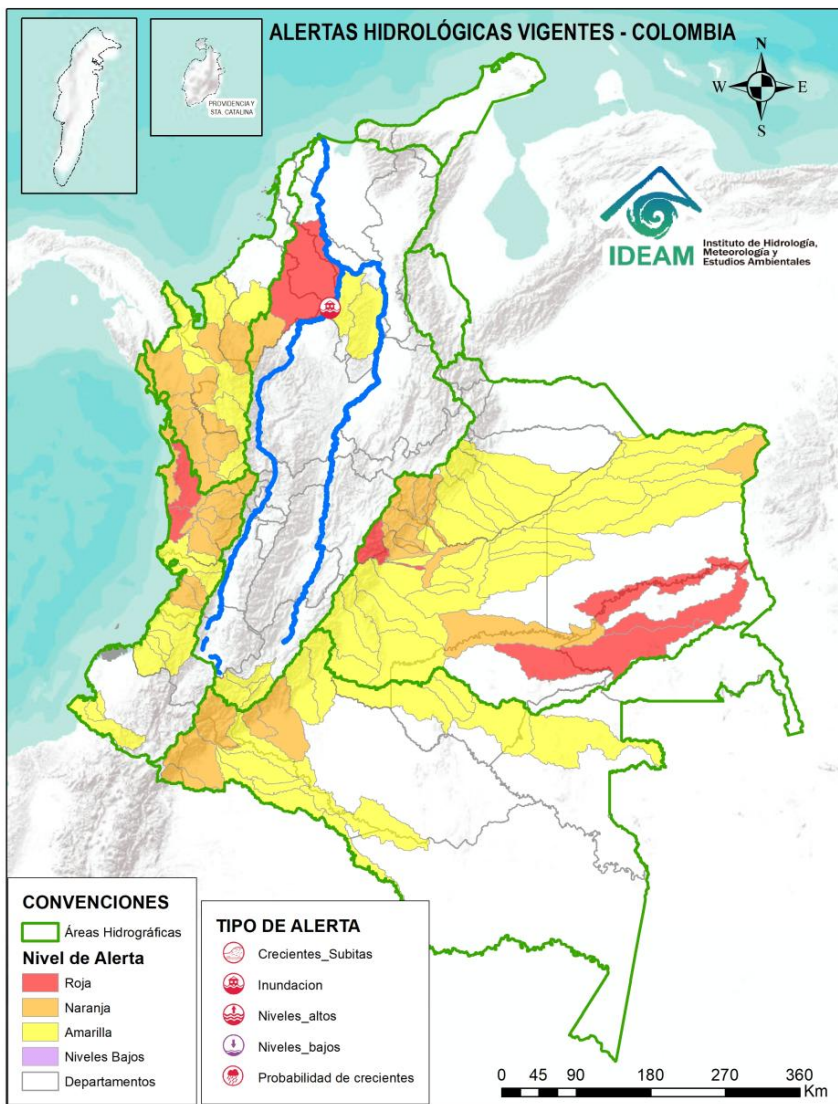 ALERTAS HIDROLÓGICAS VIGENTES - COLOMBIA
PROVIDENCIA Y
STA. CATALINA
N
W
E
S
IDEAM
Instituto de Hidrología,
Meteorología y
Estudios Ambientales
CONVENCIONES
Áreas Hidrográficas
Nivel de Alerta
Roja
Naranja
Amarilla
Niveles Bajos
Departamentos
TIPO DE ALERTA
Crecientes_Subitas
Inundacion
Niveles_altos
Niveles_bajos
Probabilidad de crecientes
0 45 90 180 270 360
Km